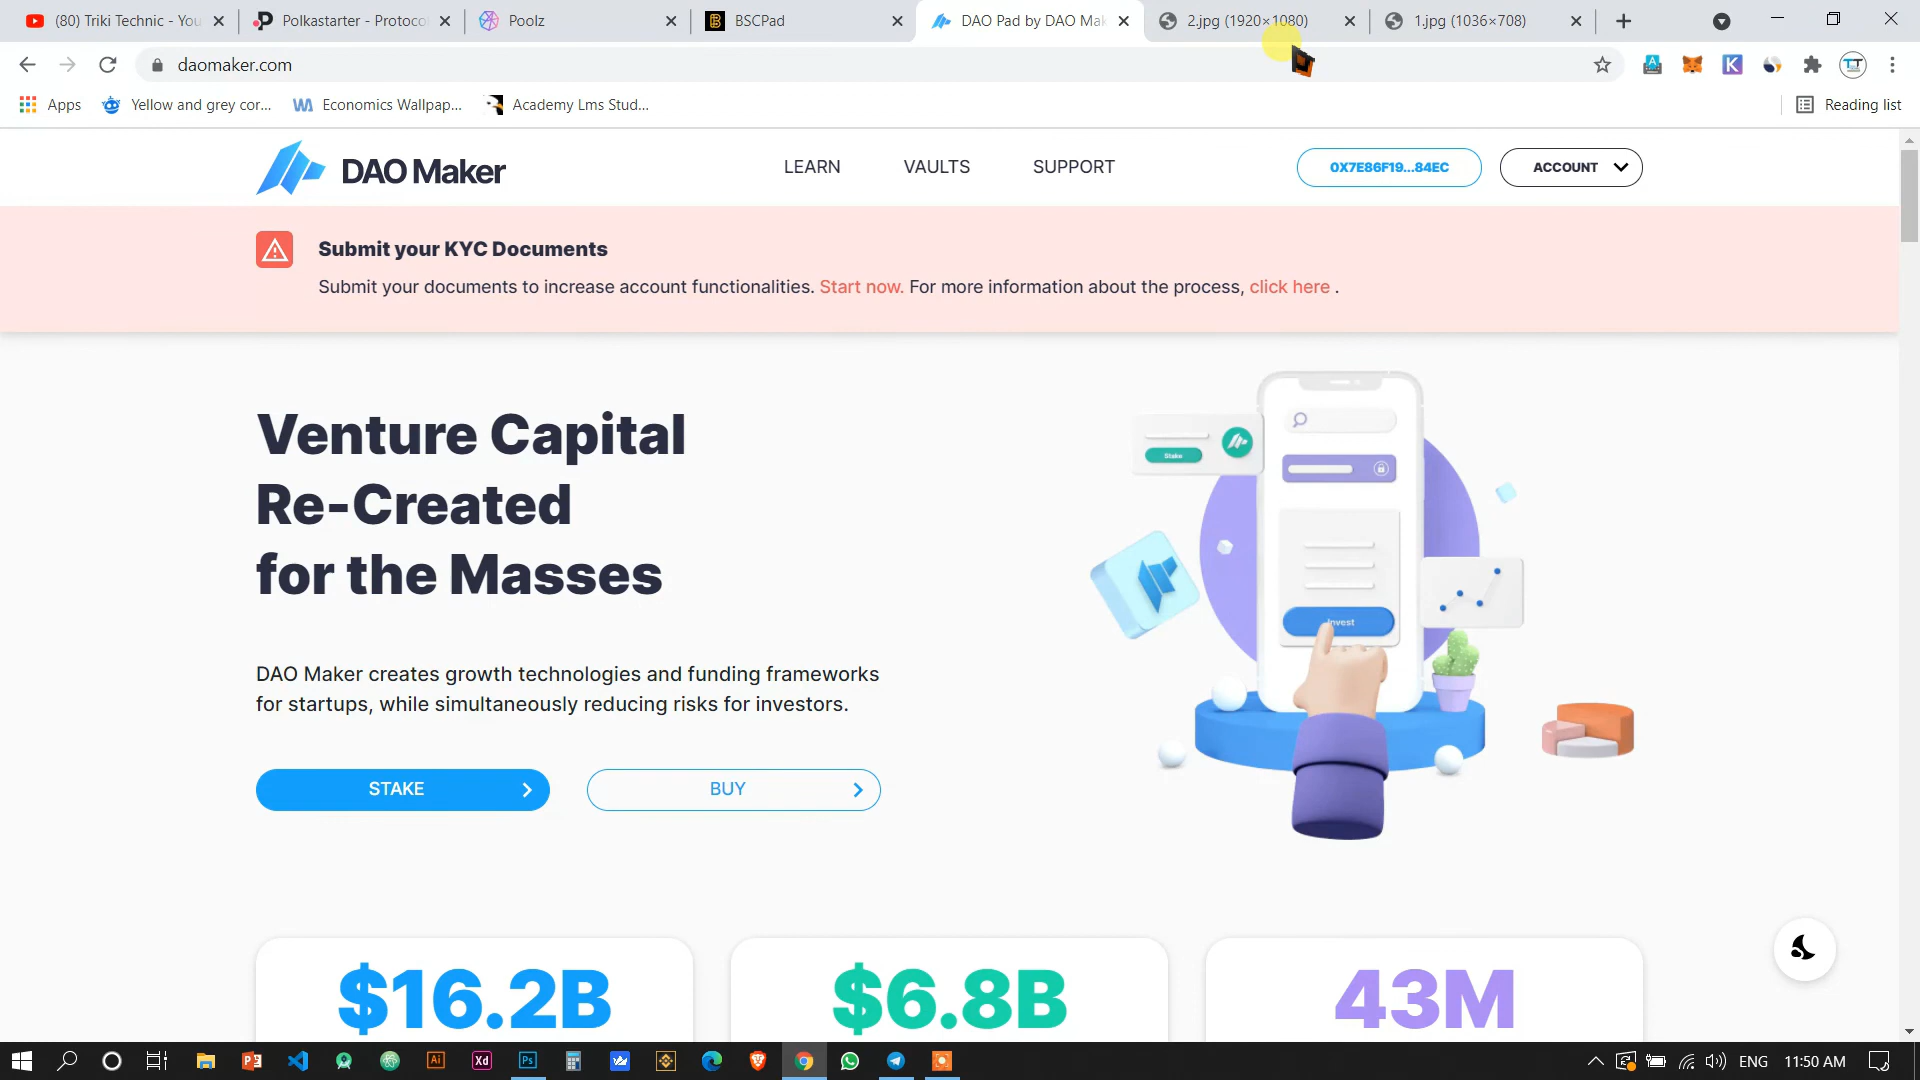 (80) Triki Technic - You
Polkastarter - Protoco
Poolz
BSCPad
DAO Pad by DAO Mak
2.jpg (1920×1080)
1.jpg (1036×708)
daomaker.com
Apps
Yellow and grey cor...
Economics Wallpap...
Academy Lms Stud...
Reading list
DAO Maker
LEARN
VAULTS
SUPPORT
0X7E86F19...84EC
ACCOUNT
Submit your KYC Documents
Submit your documents to increase account functionalities. Start now. For more information about the process, click here .
Venture Capital
Re-Created
for the Masses
Stake
Invest
DAO Maker creates growth technologies and funding frameworks
for startups, while simultaneously reducing risks for investors.
STAKE
BUY
$16.2B
$6.8B
43M
ENG
11:50 AM